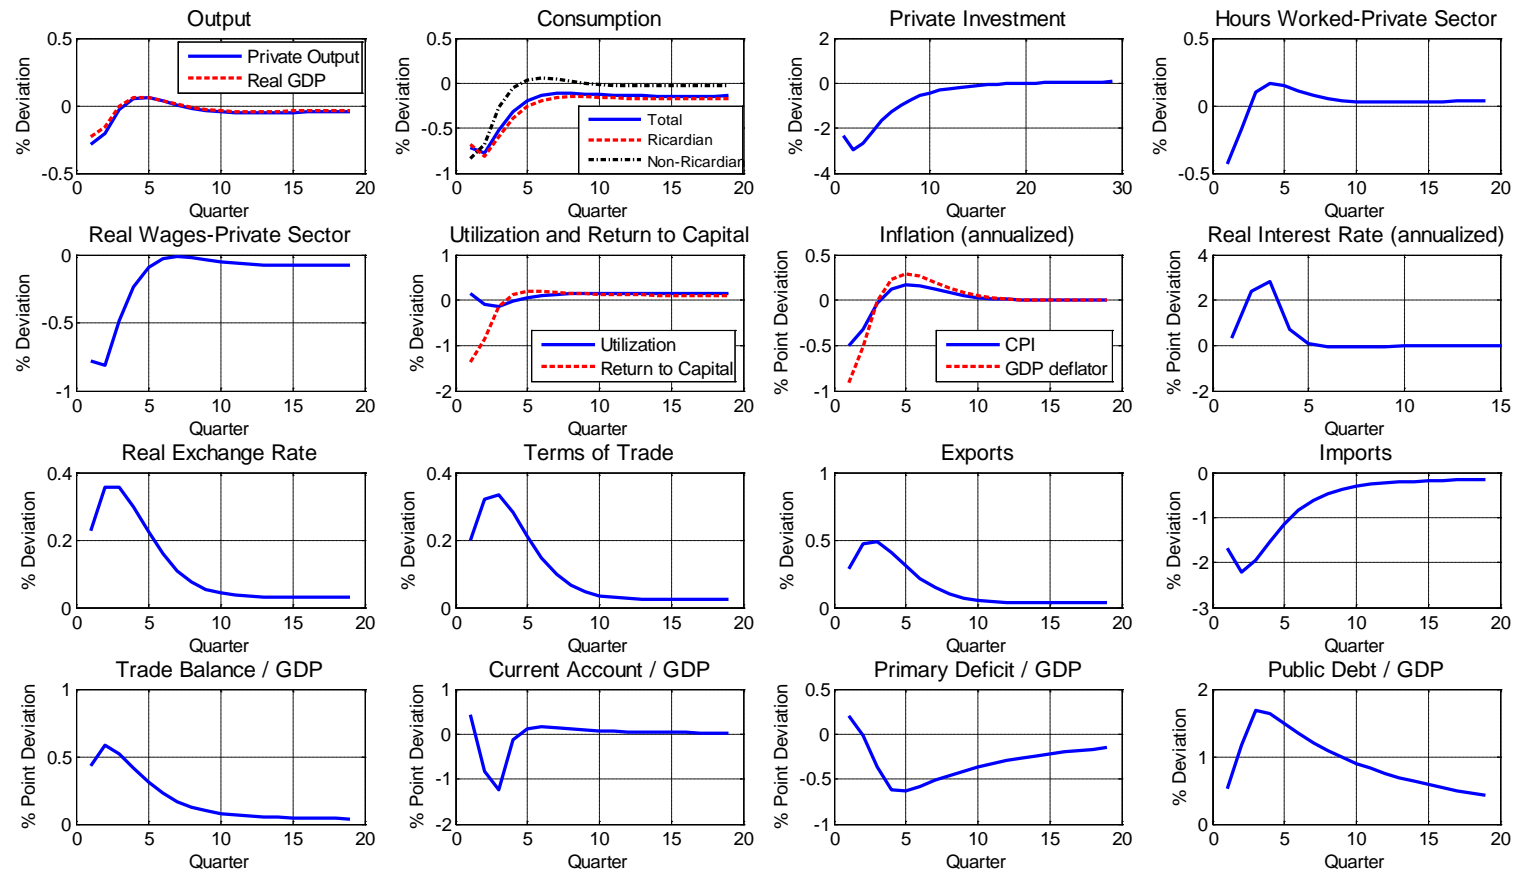 Output
% Deviation
0.5
0
-0.5
Private Output
Real GDP
0 5 10 15 20
Quarter
Consumption
% Deviation
0.5
0
-0.5
-1
Total
Ricardian
Non-Ricardian
0 5 10 15 20
Quarter
Private Investment
% Deviation
2
0
-2
-4
0 10 20 30
Quarter
Hours Worked-Private Sector
% Deviation
0.5
0
-0.5
0 5 10 15 20
Quarter
Real Wages-Private Sector
% Deviation
0
-0.5
-1
0 5 10 15 20
Quarter
Utilization and Return to Capital
% Deviation
1
0
-1
-2
Utilization
Return to Capital
0 5 10 15 20
Quarter
Inflation (annualized)
% Point Deviation
0.5
0
-0.5
-1
CPI
GDP deflator
0 5 10 15 20
Quarter
Real Interest Rate (annualized)
% Point Deviation
4
2
0
-2
0 5 10 15
Quarter
Real Exchange Rate
% Deviation
0.4
0.2
0
0 5 10 15 20
Quarter
Terms of Trade
% Deviation
0.4
0.2
0
0 5 10 15 20
Quarter
Exports
% Deviation
1
0.5
0
0 5 10 15 20
Quarter
Imports
% Deviation
0
-1
-2
-3
0 5 10 15 20
Quarter
Trade Balance / GDP
% Point Deviation
1
0.5
0
0 5 10 15 20
Quarter
Current Account / GDP
% Point Deviation
1
0
-1
-2
0 5 10 15 20
Quarter
Primary Deficit / GDP
% Point Deviation
0.5
0
-0.5
-1
0 5 10 15 20
Quarter
Public Debt / GDP
% Deviation
2
1
0
0 5 10 15 20
Quarter